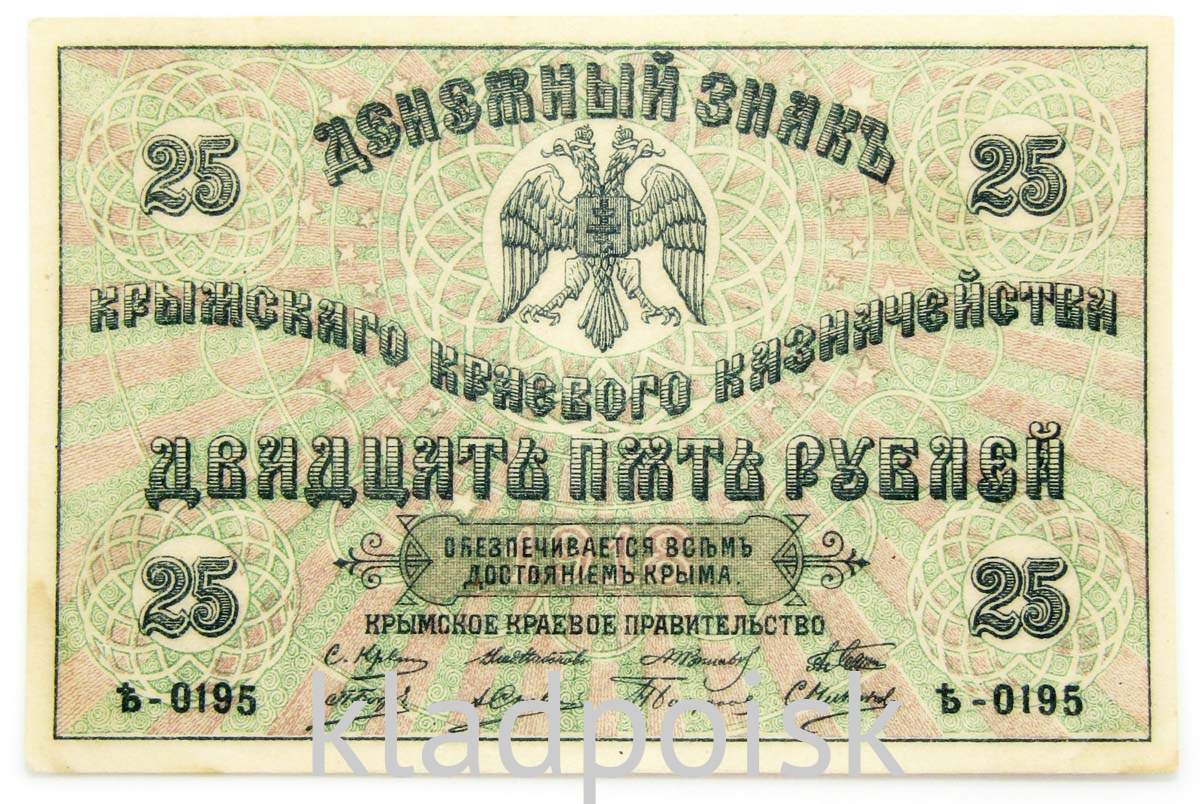 ДЕНЕЖНЫЙ ЗНАКЪ
25 25
КРЫМСКАГО КРАЕВОГО КАЗНАЧЕЙСТВА
ДВАДЦАТЬ ПЯТЬ РУБЛЕЙ
ОБЕЗПЕЧИВАЕТСЯ ВСѢМЪ
ДОСТОЯНІЕМЪ КРЫМА.
25 25
КРЫМСКОЕ КРАЕВОЕ ПРАВИТЕЛЬСТВО
Ѣ-0195 Ѣ-0195
kladpoisk